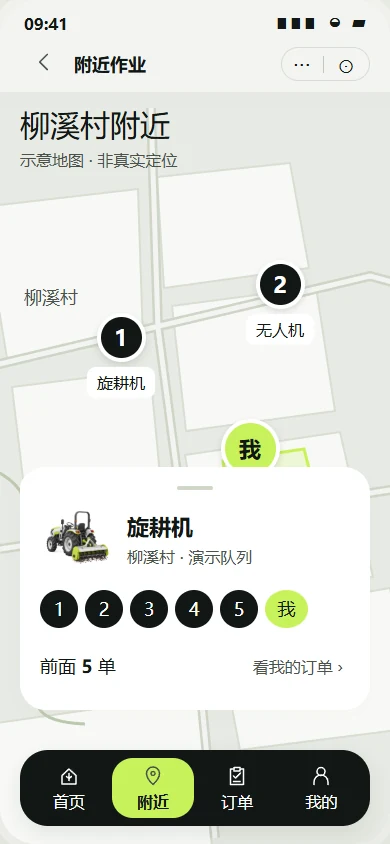 09:41
附近作业
柳溪村附近
示意地图 · 非真实定位
柳溪村
2
无人机
1
旋耕机
我
旋耕机
柳溪村 · 演示队列
1 2 3 4 5 我
前面 5 单
看我的订单 ›
首页 附近 订单 我的